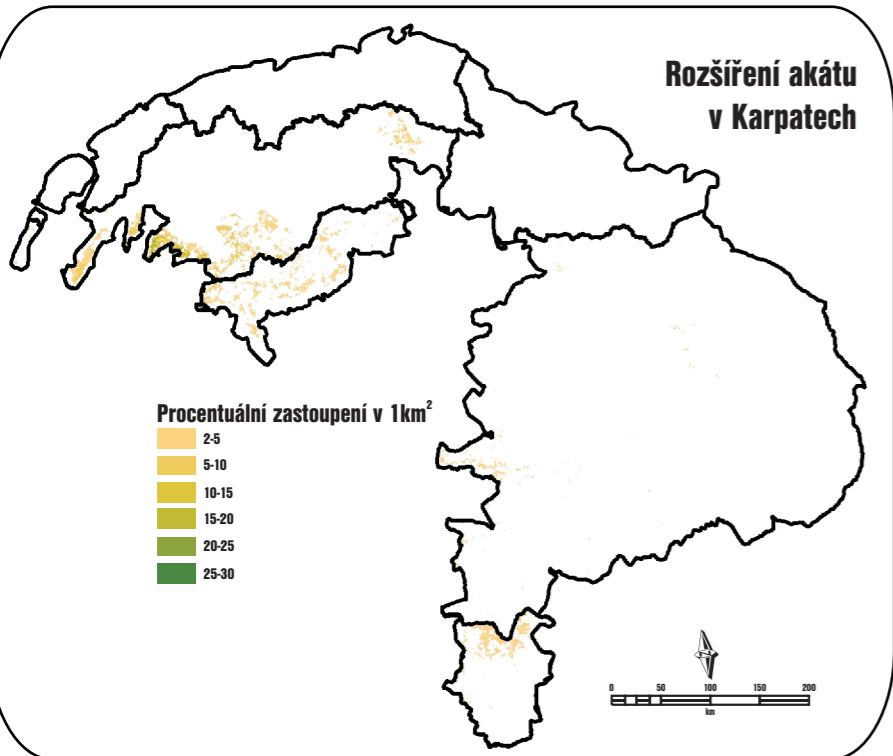 Rozšíření akátu
v Karpatech
Procentuální zastoupení v 1km²
2-5
5-10
10-15
15-20
20-25
25-30
0 50 100 150 200
km